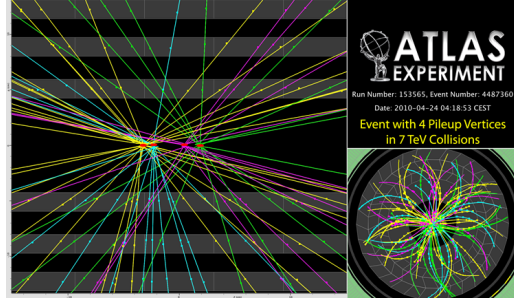 ATLAS
EXPERIMENT
Run Number: 153565, Event Number: 4487360
Date: 2010-04-24 04:18:53 CEST
Event with 4 Pileup Vertices
in 7 TeV Collisions